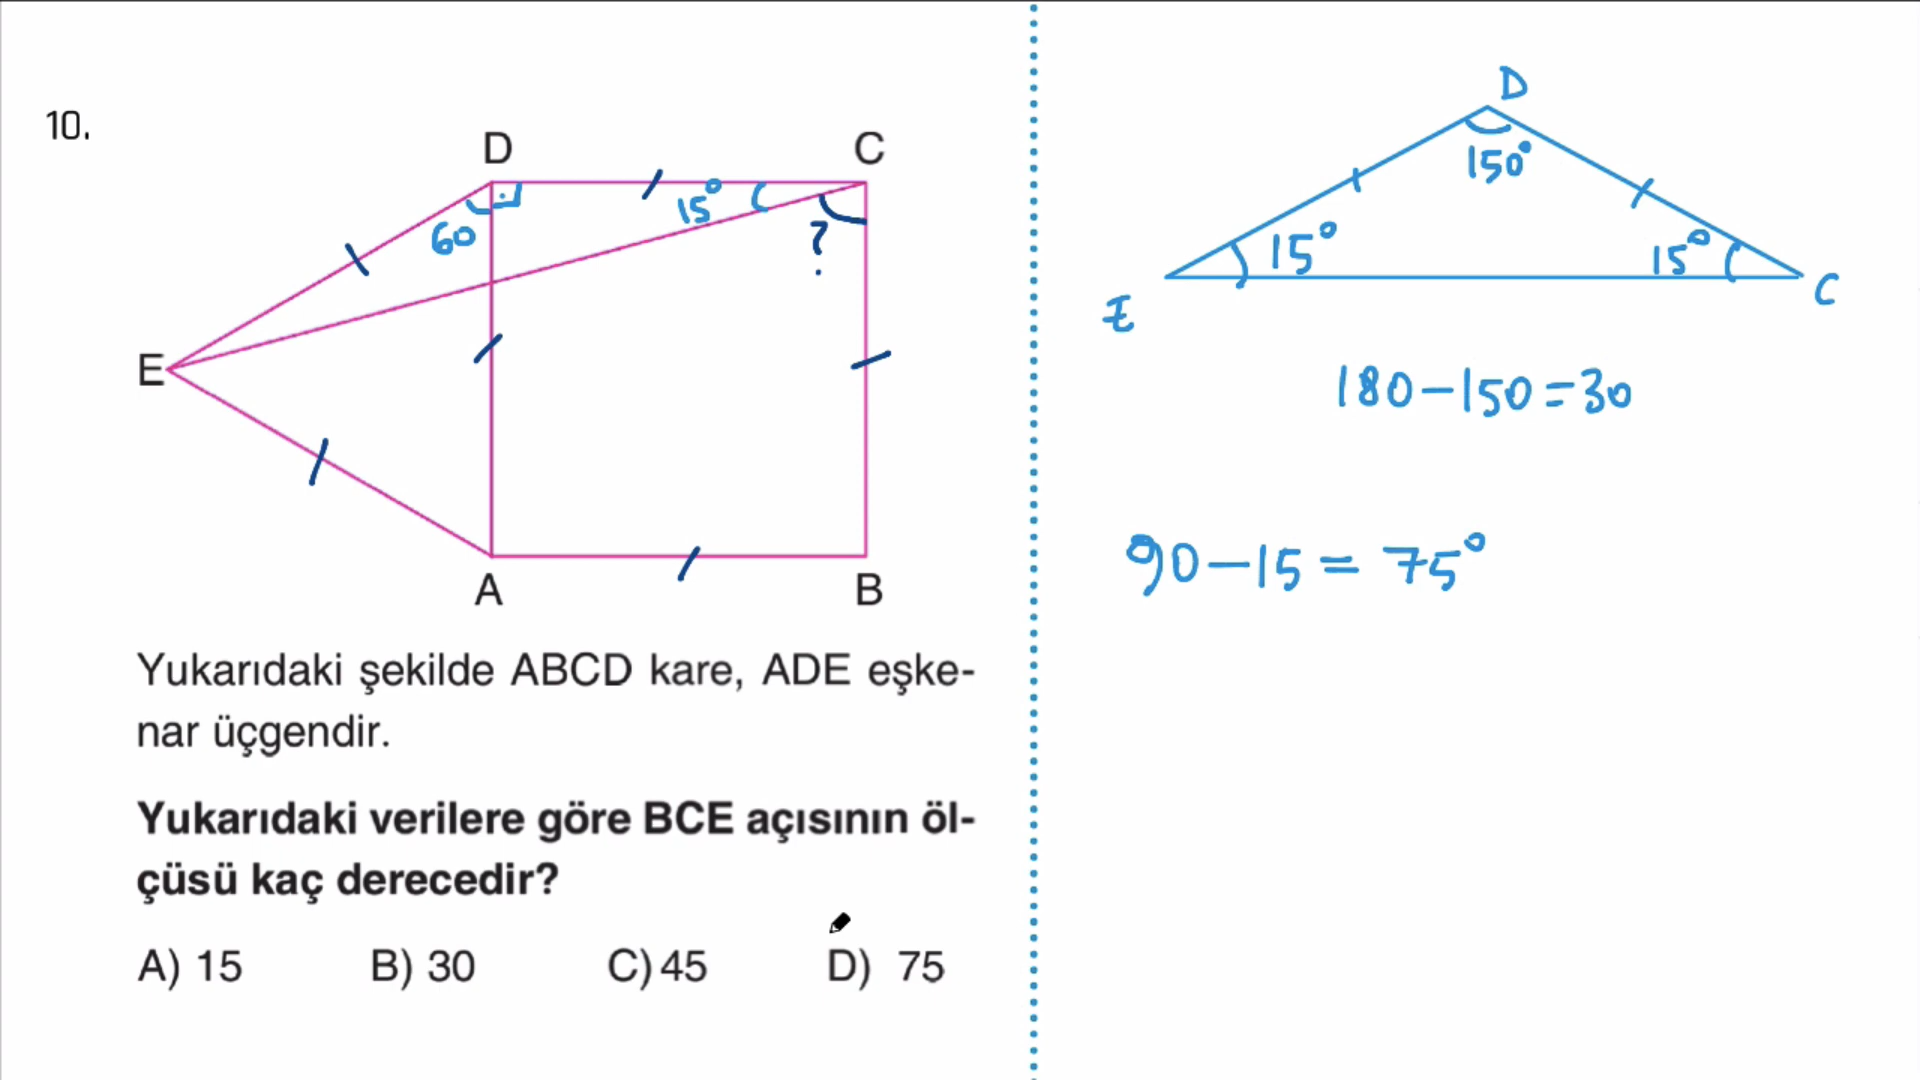 10.
D
C
60
15°
?
E
A
B
Yukarıdaki şekilde ABCD kare, ADE eşke-
nar üçgendir.
Yukarıdaki verilere göre BCE açısının öl-
çüsü kaç derecedir?
A) 15 B) 30 C) 45 D) 75
D
150°
15°
15°
E
C
180-150=30
90-15=75°